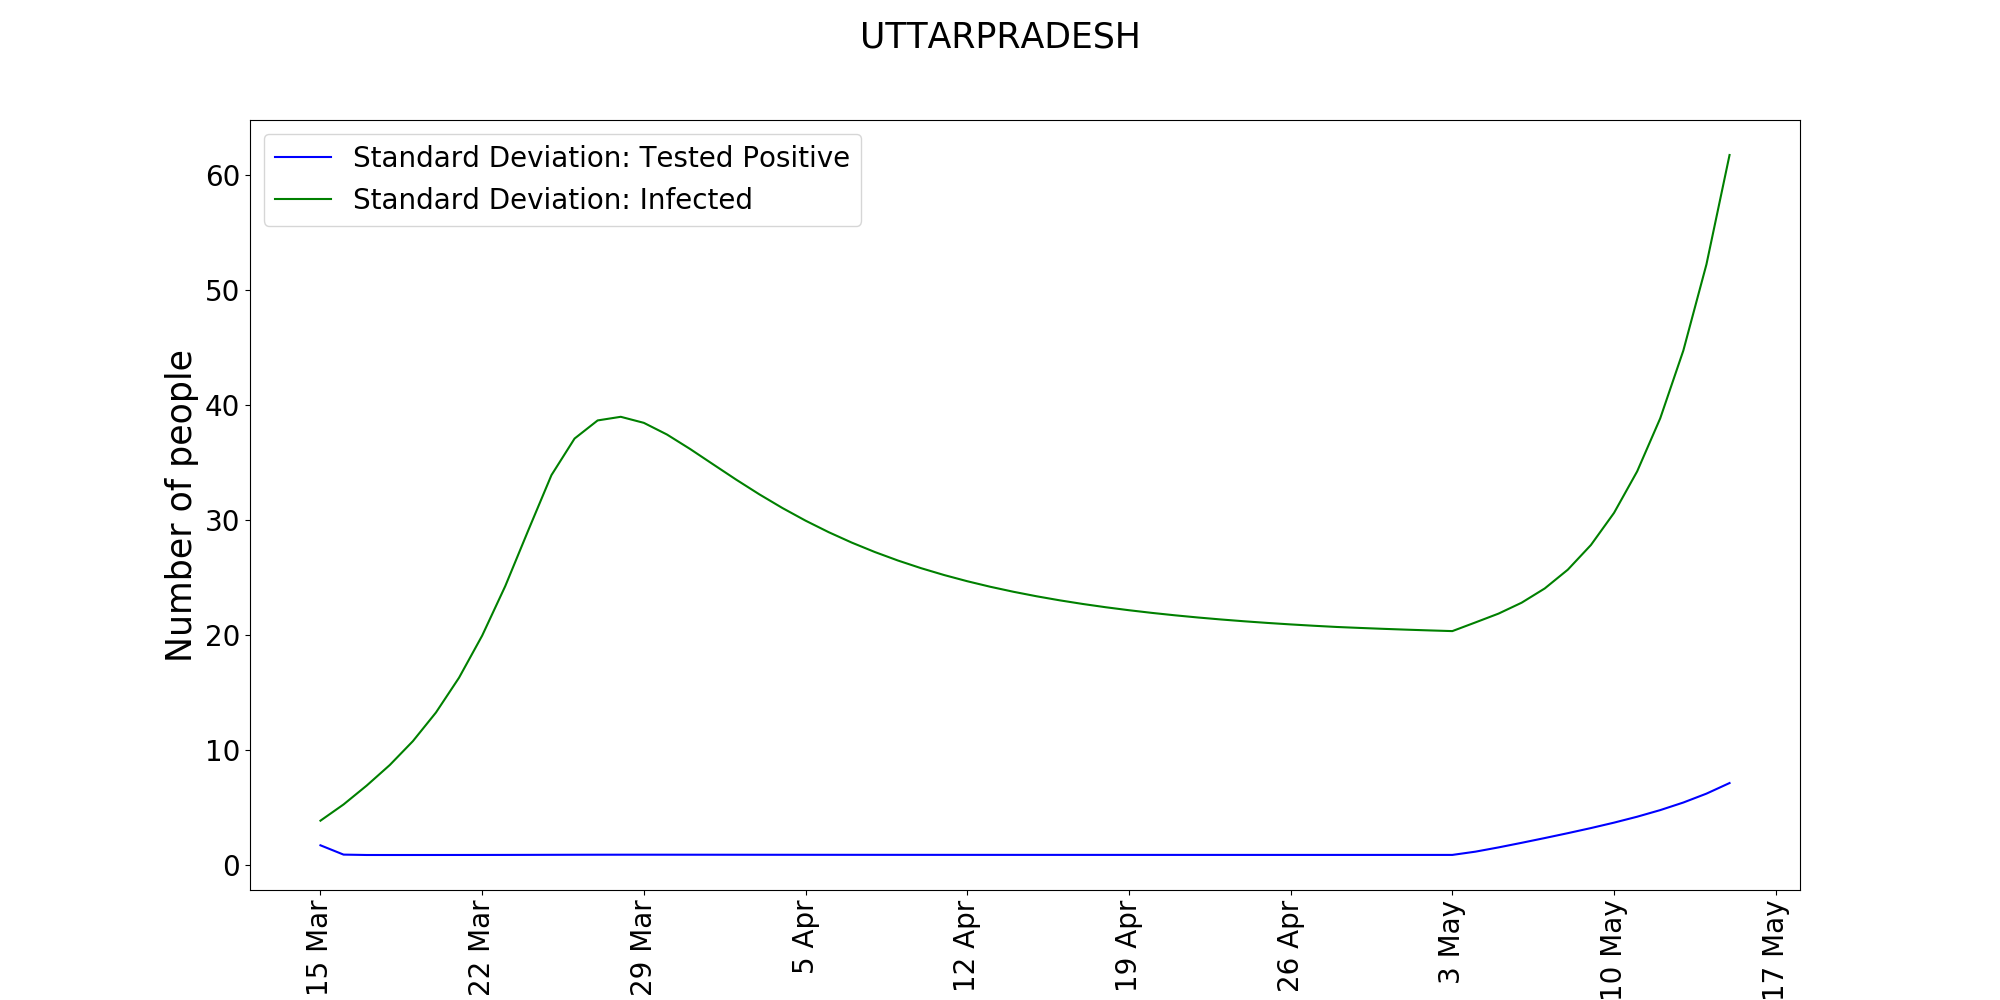 UTTARPRADESH
Standard Deviation: Tested Positive
Standard Deviation: Infected
Number of people
60
50
40
30
20
10
0
15 Mar
22 Mar
29 Mar
5 Apr
12 Apr
19 Apr
26 Apr
3 May
10 May
17 May